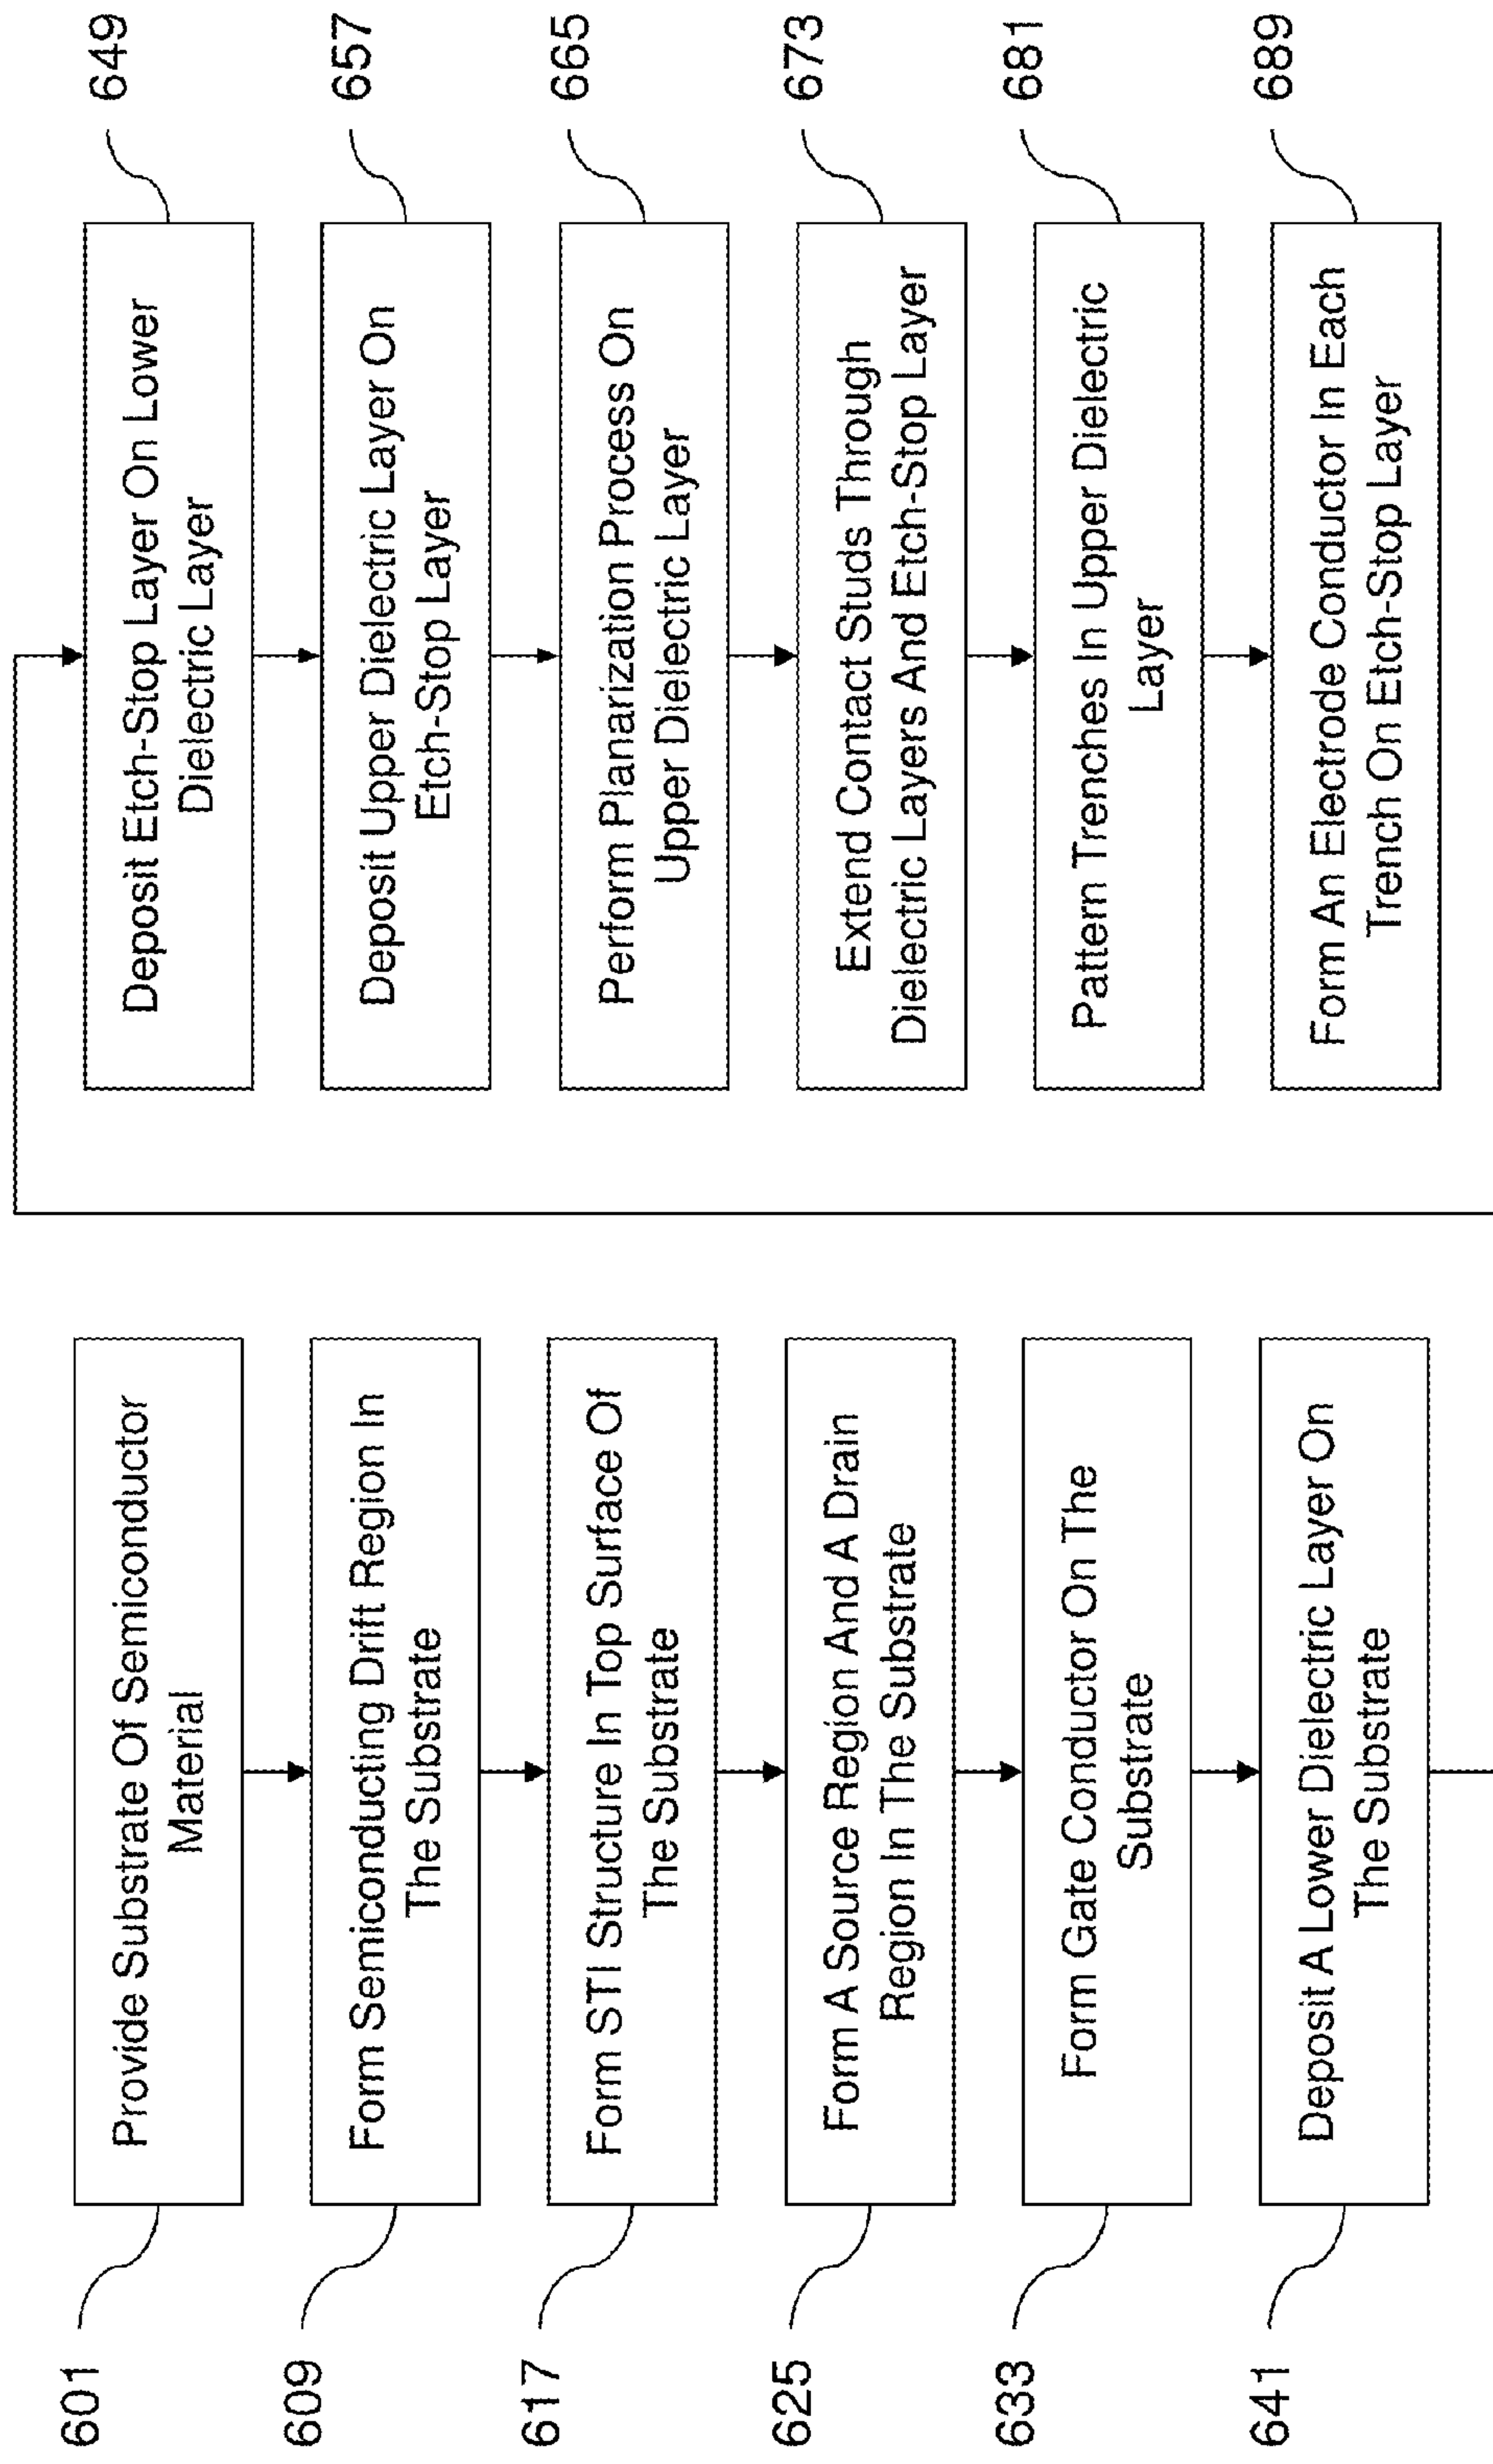 601
Provide Substrate Of Semiconductor
Material
609
Form Semiconducting Drift Region In
The Substrate
617
Form STI Structure In Top Surface Of
The Substrate
625
Form A Source Region And A Drain
Region In The Substrate
633
Form Gate Conductor On The
Substrate
641
Deposit A Lower Dielectric Layer On
The Substrate
649
Deposit Etch-Stop Layer On Lower
Dielectric Layer
657
Deposit Upper Dielectric Layer On
Etch-Stop Layer
665
Perform Planarization Process On
Upper Dielectric Layer
673
Extend Contact Studs Through
Dielectric Layers And Etch-Stop Layer
681
Pattern Trenches In Upper Dielectric
Layer
689
Form An Electrode Conductor In Each
Trench On Etch-Stop Layer